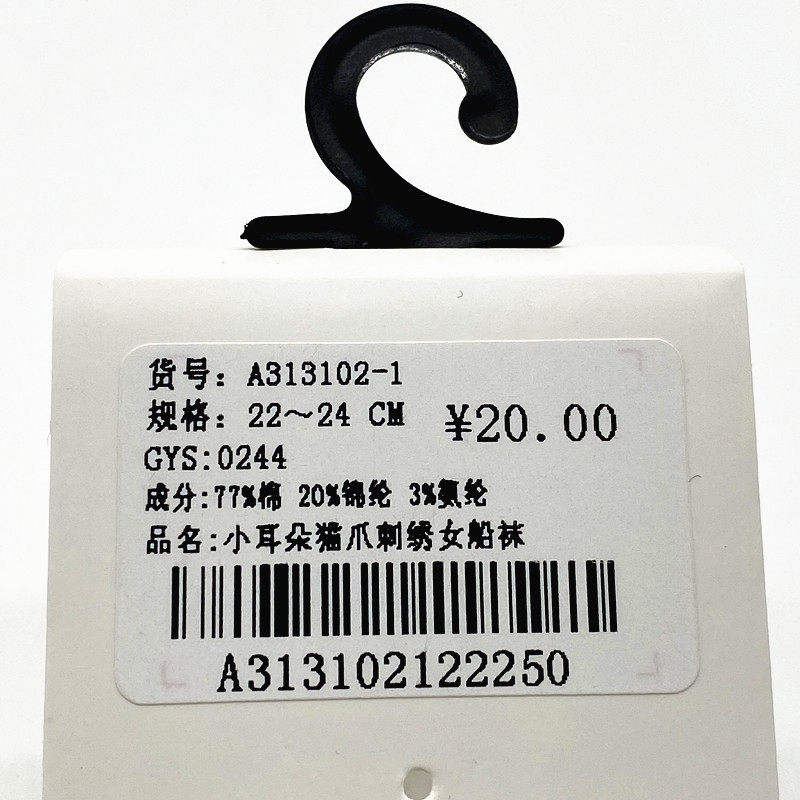 货号：A313102-1
规格：22～24 CM
¥20.00
GYS:0244
成分:77%棉 20%锦纶 3%氨纶
品名:小耳朵猫爪刺绣女船袜
A313102122250